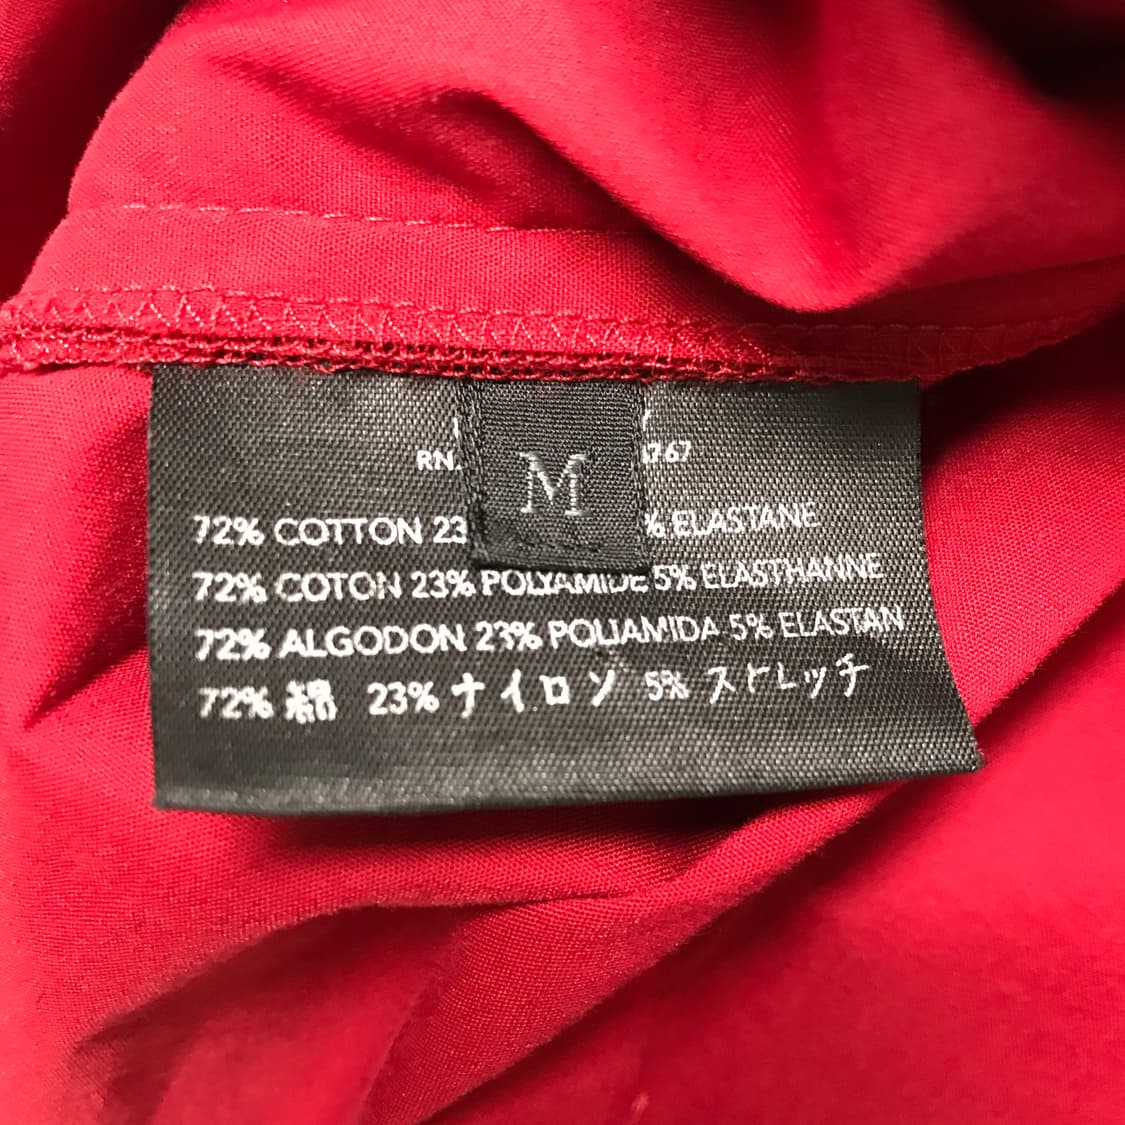 M
RN
767
72% COTTON 23 % ELASTANE
72% COTON 23% POLYAMIDE 5% ELASTHANNE
72% ALGODON 23% POLIAMIDA 5% ELASTAN
72% 綿 23% ナイロン 5% ストレッチ